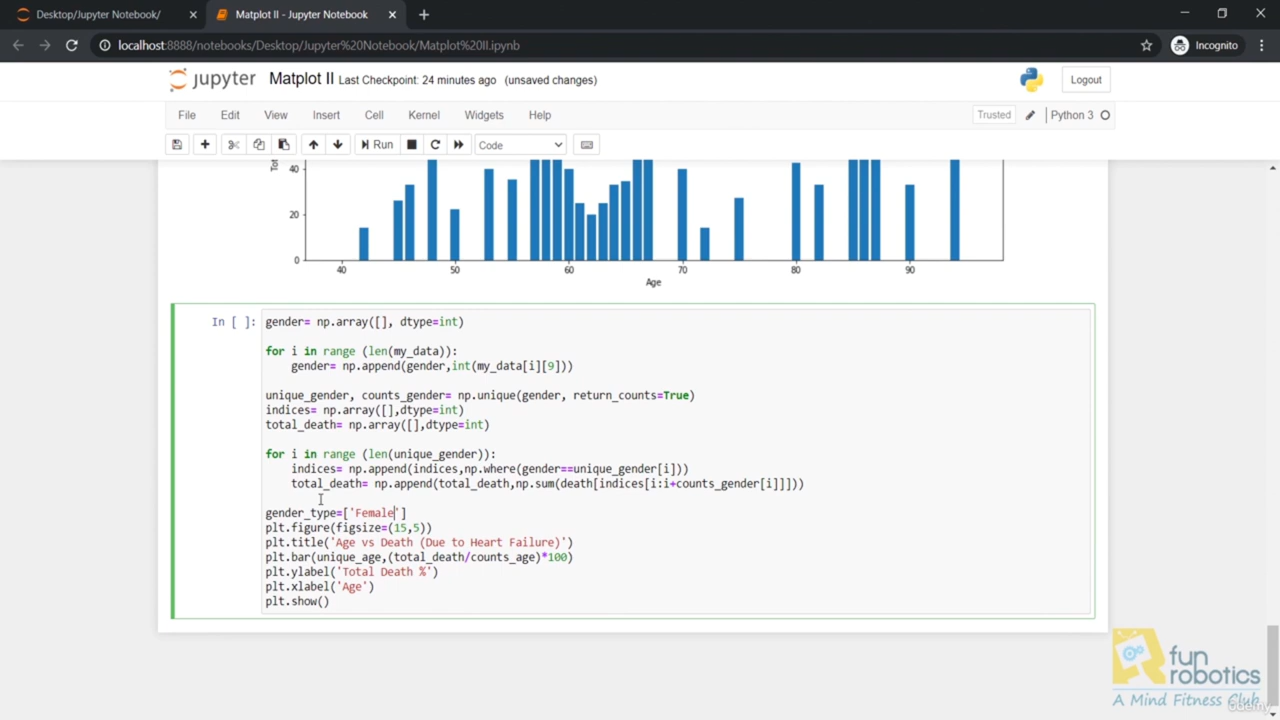 Desktop/Jupyter Notebook/
Matplot II - Jupyter Notebook
localhost:8888/notebooks/Desktop/Jupyter%20Notebook/Matplot%20II.ipynb
Incognito
jupyter Matplot II Last Checkpoint: 24 minutes ago (unsaved changes)
Logout
File Edit View Insert Cell Kernel Widgets Help
Trusted
Python 3
Run
Code
Tot
40
20
0
40 50 60 70 80 90
Age
In [ ]:
gender= np.array([], dtype=int)
for i in range (len(my_data)):
gender= np.append(gender,int(my_data[i][9]))
unique_gender, counts_gender= np.unique(gender, return_counts=True)
indices= np.array([],dtype=int)
total_death= np.array([],dtype=int)
for i in range (len(unique_gender)):
indices= np.append(indices,np.where(gender==unique_gender[i]))
total_death= np.append(total_death,np.sum(death[indices[i:i+counts_gender[i]]]))
gender_type=['Female']
plt.figure(figsize=(15,5))
plt.title('Age vs Death (Due to Heart Failure)')
plt.bar(unique_age,(total_death/counts_age)*100)
plt.ylabel('Total Death %')
plt.xlabel('Age')
plt.show()
fun
robotics
A Mind Fitness Club
Udemy